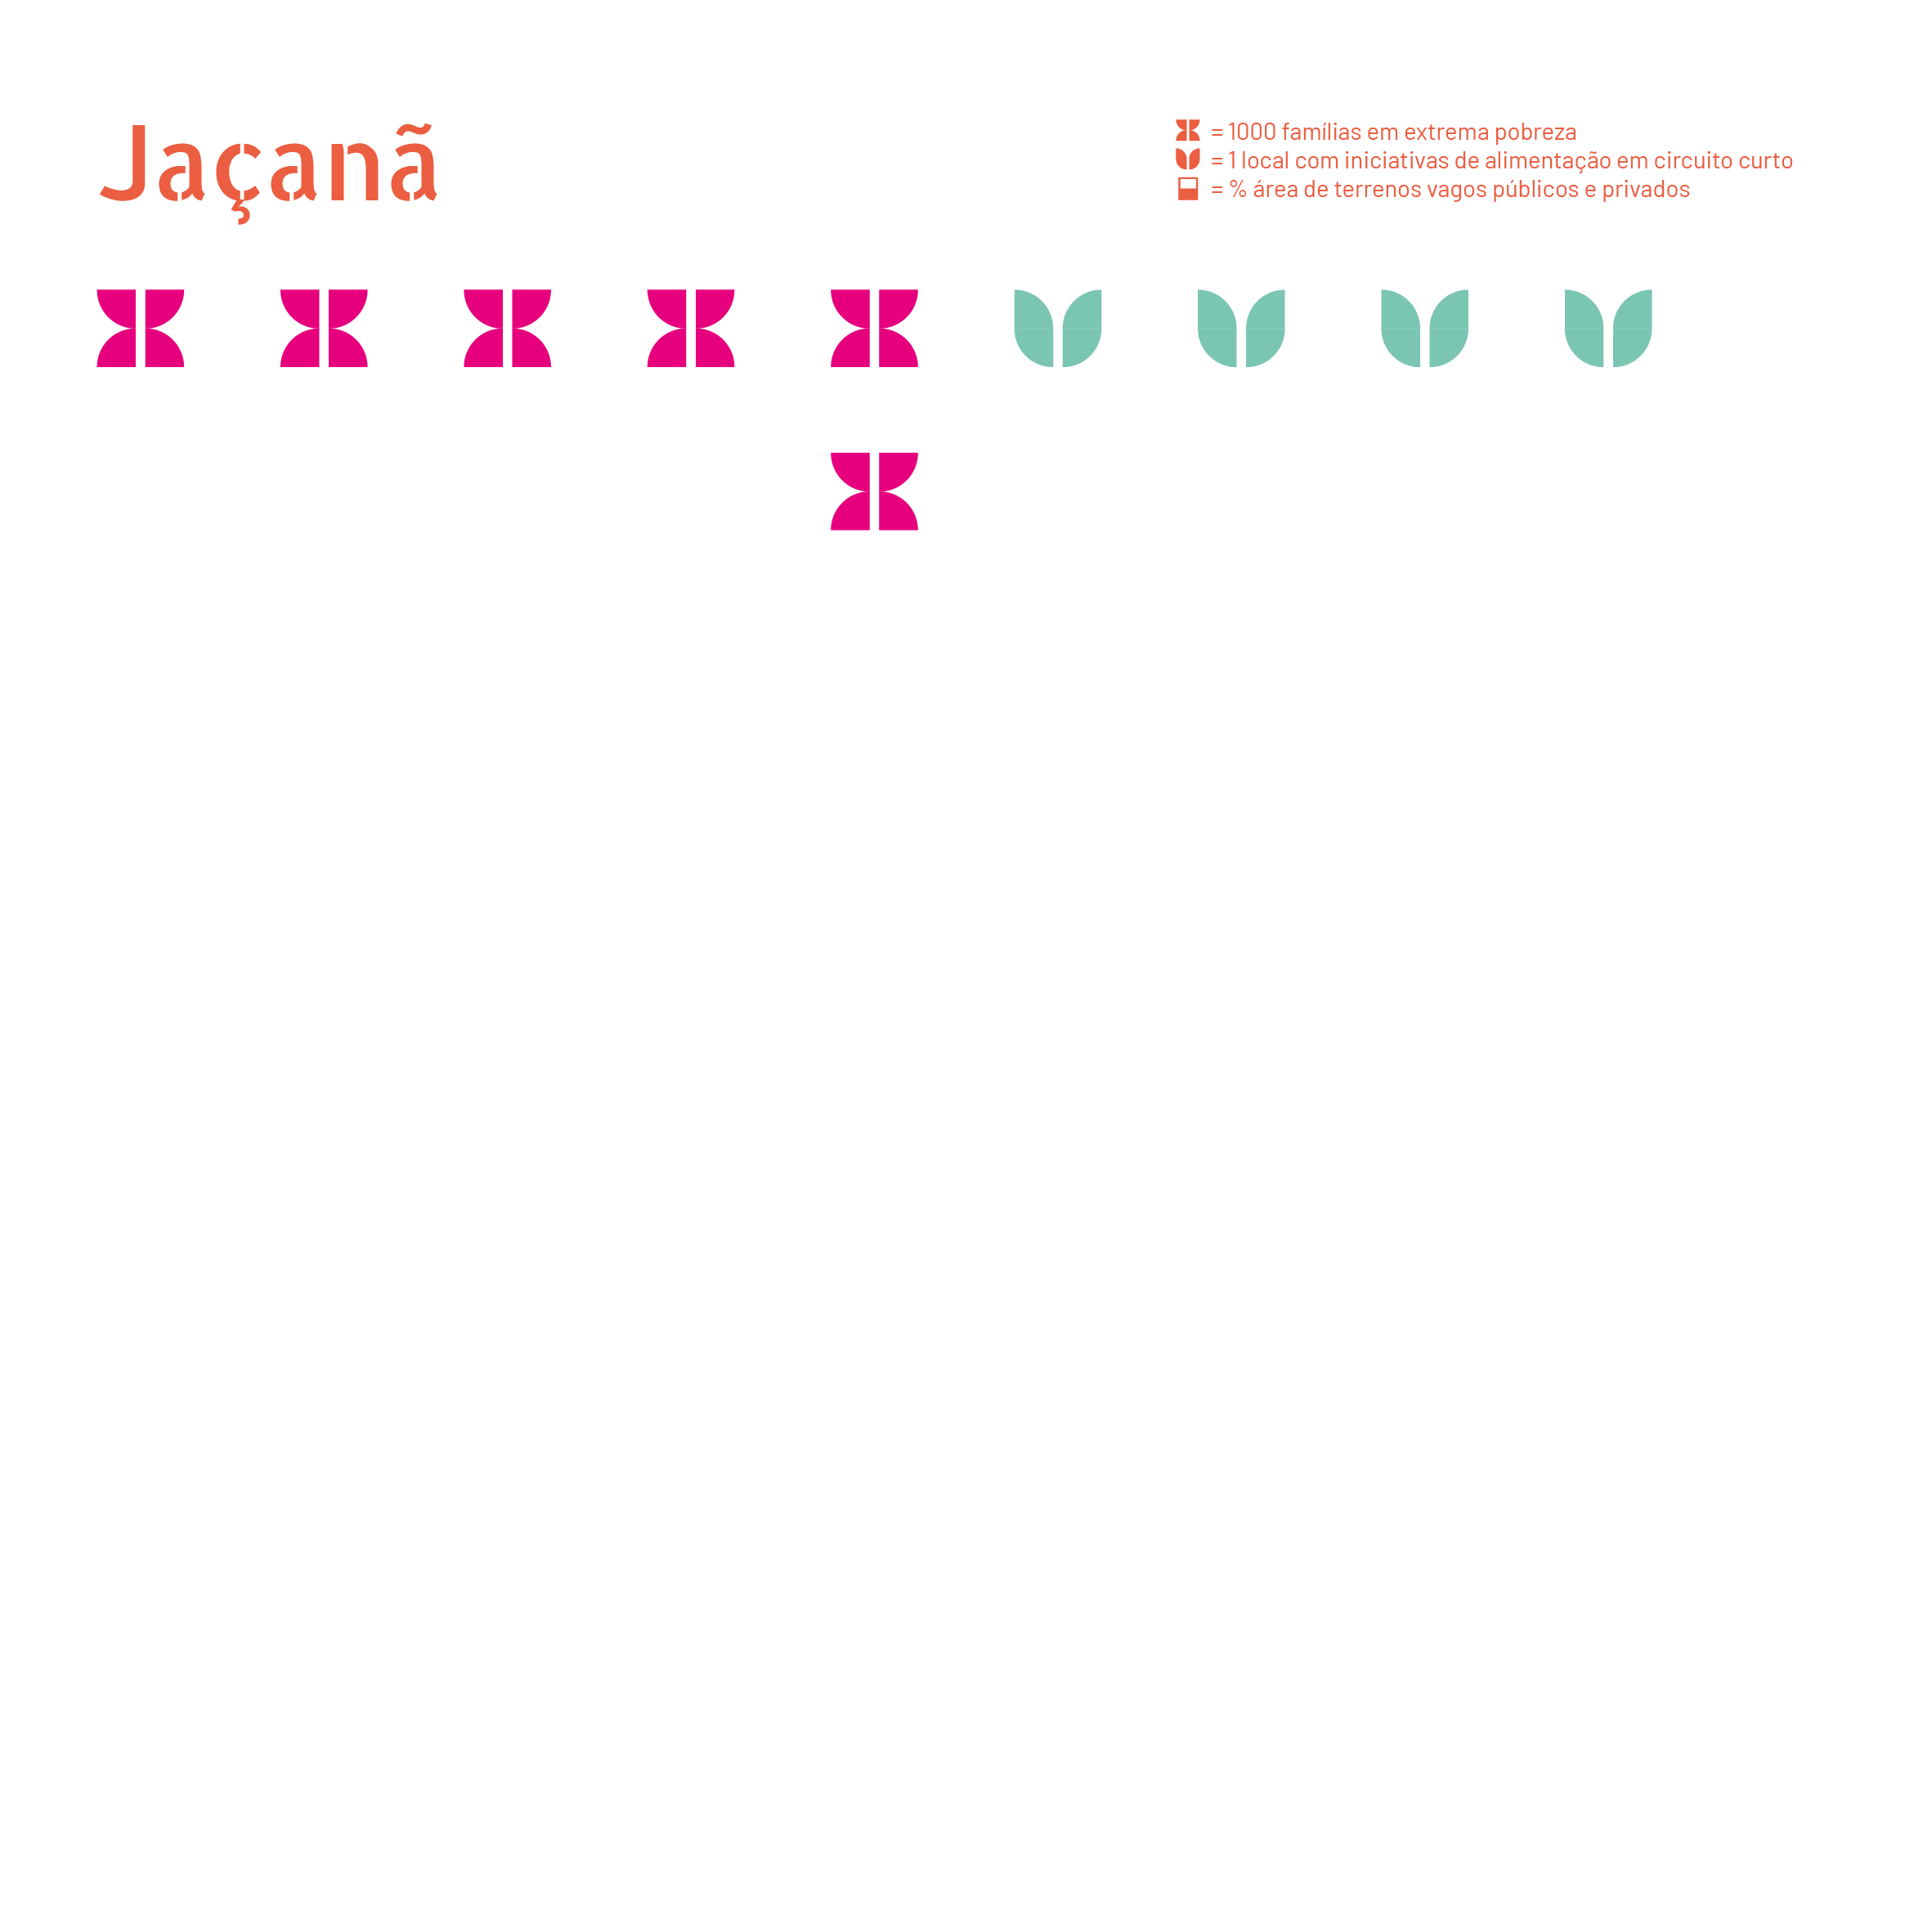 Jaçanã
= 1000 famílias em extrema pobreza
= 1 local com iniciativas de alimentação em circuito curto
= % área de terrenos vagos públicos e privados